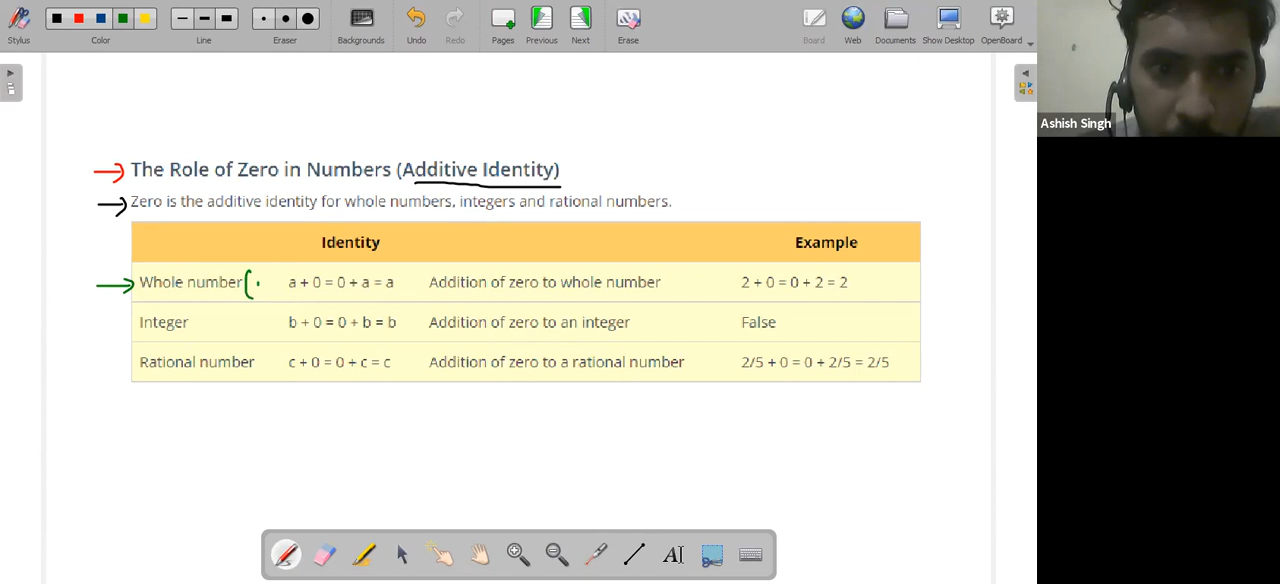 Stylus Color Line Eraser Backgrounds Undo Redo Pages Previous Next Erase Board Web Documents Show Desktop OpenBoard
Ashish Singh
The Role of Zero in Numbers (Additive Identity)
Zero is the additive identity for whole numbers, integers and rational numbers.
Identity Example
Whole number a + 0 = 0 + a = a Addition of zero to whole number 2 + 0 = 0 + 2 = 2
Integer b + 0 = 0 + b = b Addition of zero to an integer False
Rational number c + 0 = 0 + c = c Addition of zero to a rational number 2/5 + 0 = 0 + 2/5 = 2/5